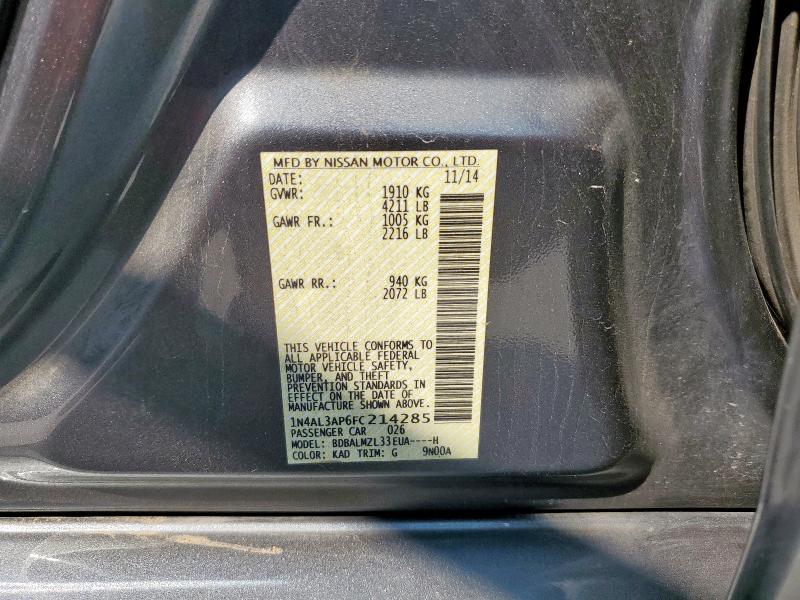 MFD BY NISSAN MOTOR CO., LTD.
DATE: 11/14
GVWR: 1910 KG
4211 LB
GAWR FR.: 1005 KG
2216 LB
GAWR RR.: 940 KG
2072 LB
THIS VEHICLE CONFORMS TO
ALL APPLICABLE FEDERAL
MOTOR VEHICLE SAFETY,
BUMPER, AND THEFT
PREVENTION STANDARDS IN
EFFECT ON THE DATE OF
MANUFACTURE SHOWN ABOVE.
1N4AL3AP6FC214285
PASSENGER CAR 026
MODEL: BDBALMZL33EUA----H
COLOR: KAD TRIM: G 9N00A